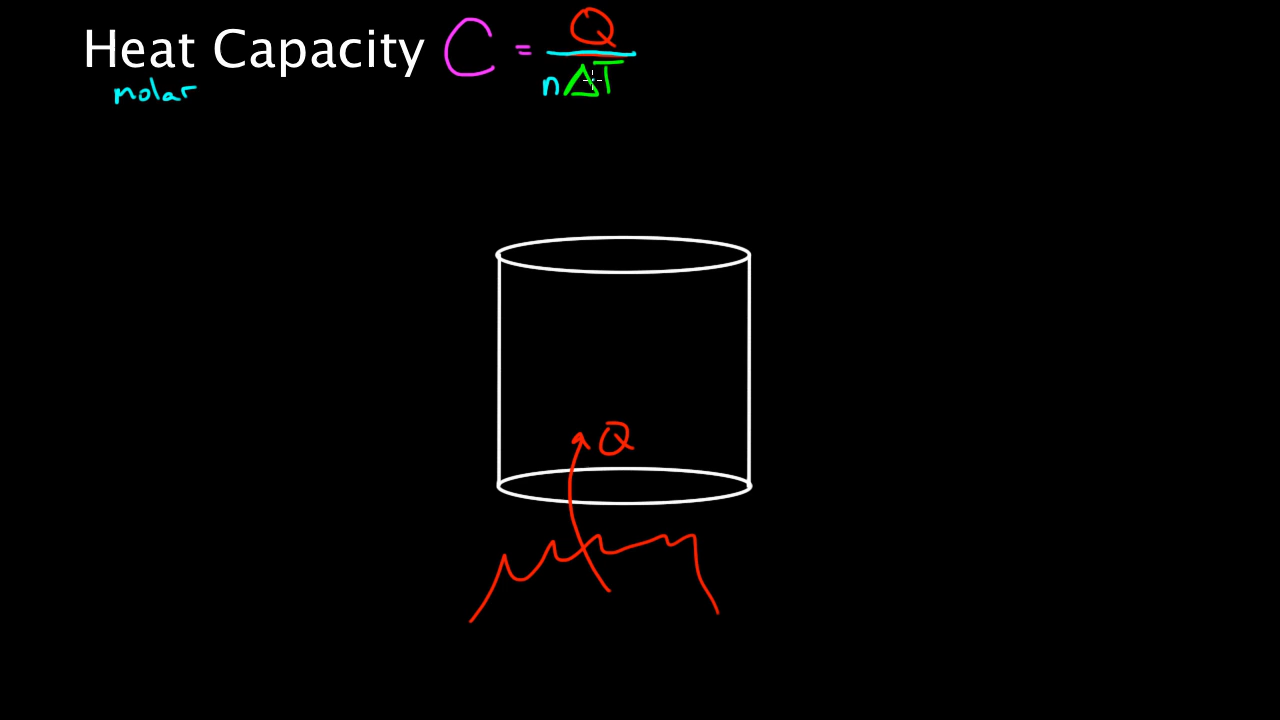 Heat Capacity C = Q / nΔT
molar
Q